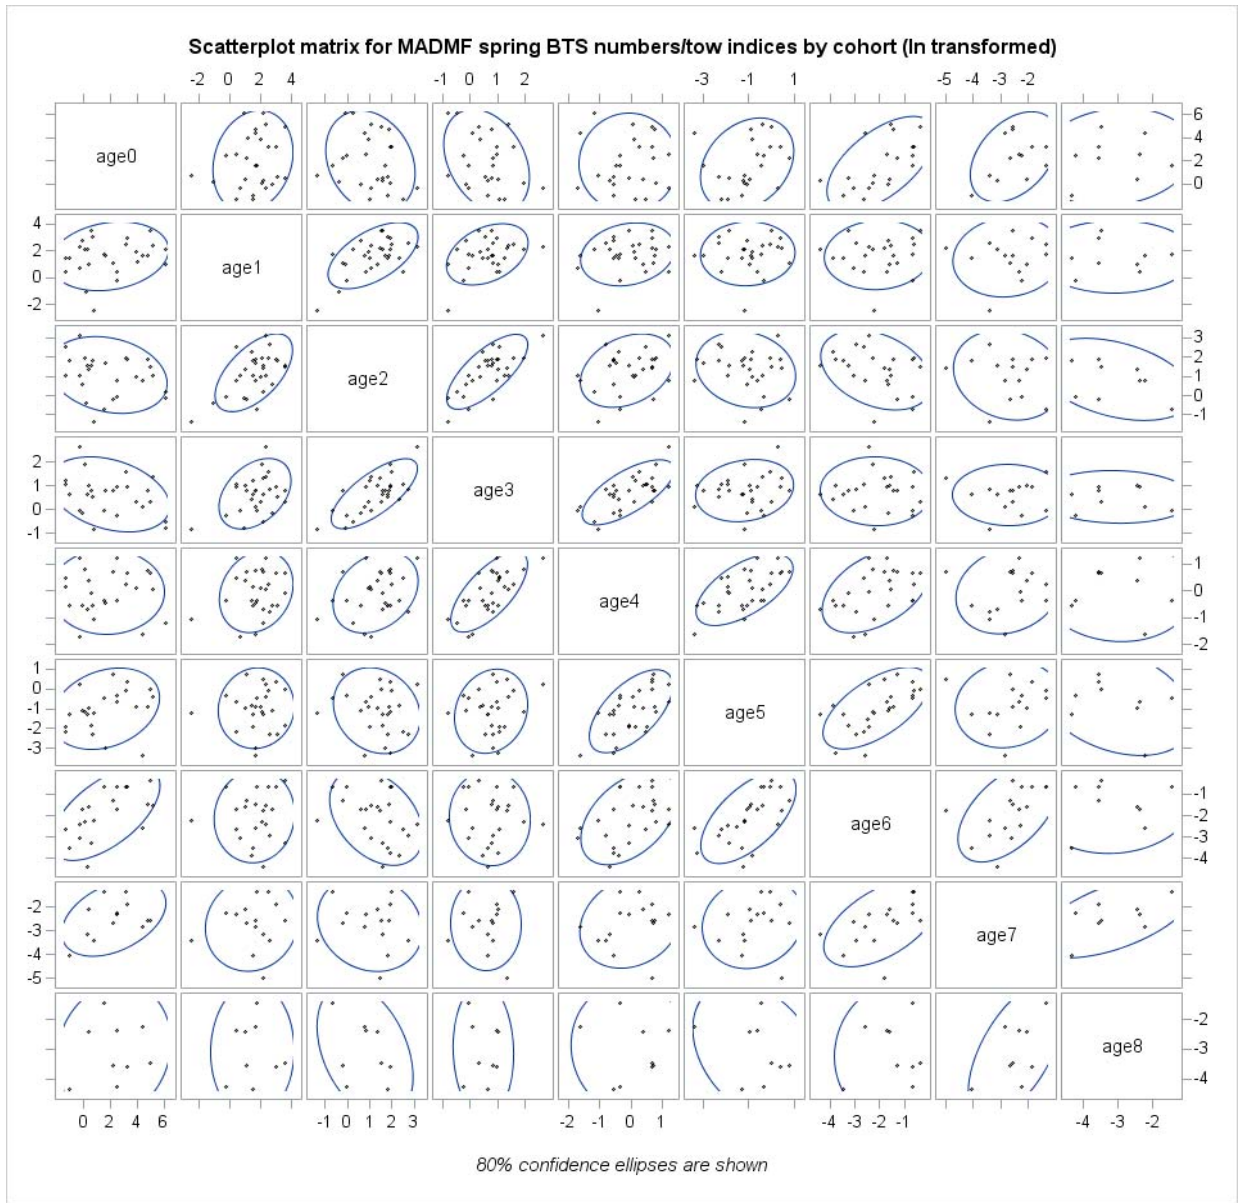 Scatterplot matrix for MADMF spring BTS numbers/tow indices by cohort (ln transformed)
-2 0 2 4 -1 0 1 2 -3 -1 1 -5 -4 -3 -2
age0 6 4 2 0
4 2 0 -2 age1
age2 3 2 1 0 -1
2 1 0 -1 age3
age4 1 0 -1 -2
1 0 -1 -2 -3 age5
age6 -1 -2 -3 -4
-2 -3 -4 -5 age7
age8 -2 -3 -4
0 2 4 6 -1 0 1 2 3 -2 -1 0 1 -4 -3 -2 -1 -4 -3 -2
80% confidence ellipses are shown